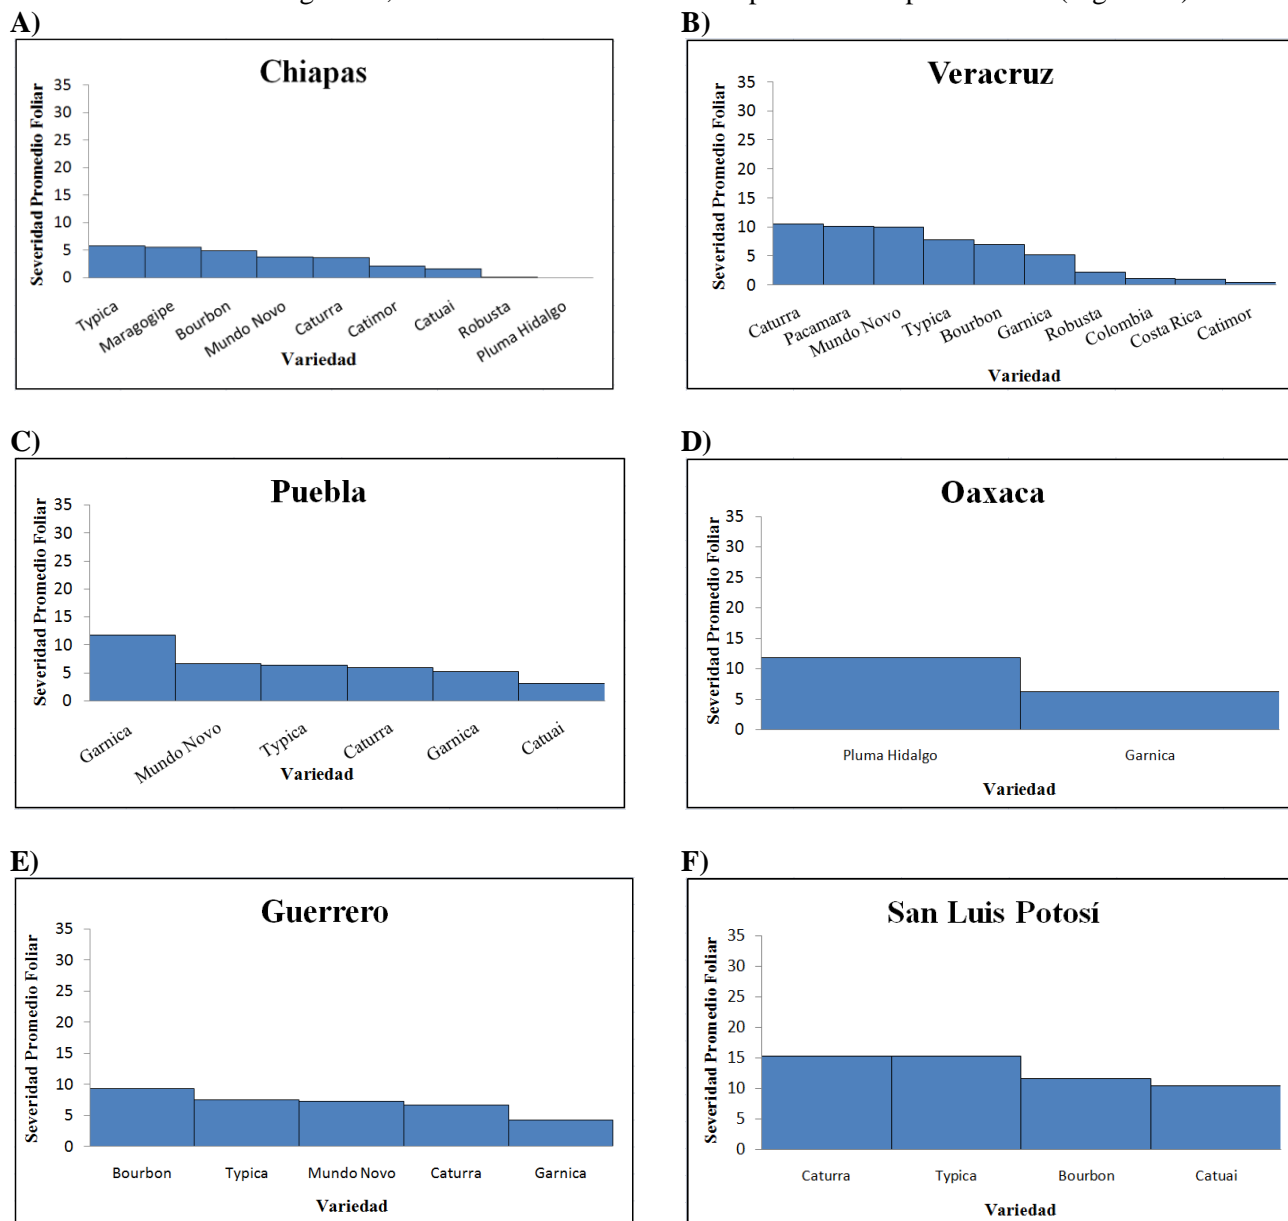 A)
Chiapas
Severidad Promedio Foliar
35
30
25
20
15
10
5
0
Typica
Maragogipe
Bourbon
Mundo Novo
Caturra
Catimor
Catuai
Robusta
Pluma Hidalgo
Variedad
B)
Veracruz
Severidad Promedio Foliar
35
30
25
20
15
10
5
0
Caturra
Pacamara
Mundo Novo
Typica
Bourbon
Garnica
Robusta
Colombia
Costa Rica
Catimor
Variedad
C)
Puebla
Severidad Promedio Foliar
35
30
25
20
15
10
5
0
Garnica
Mundo Novo
Typica
Caturra
Garnica
Catuai
Variedad
D)
Oaxaca
Severidad Promedio Foliar
35
30
25
20
15
10
5
0
Pluma Hidalgo
Garnica
Variedad
E)
Guerrero
Severidad Promedio Foliar
35
30
25
20
15
10
5
0
Bourbon
Typica
Mundo Novo
Caturra
Garnica
Variedad
F)
San Luis Potosí
Severidad Promedio Foliar
35
30
25
20
15
10
5
0
Caturra
Typica
Bourbon
Catuai
Variedad